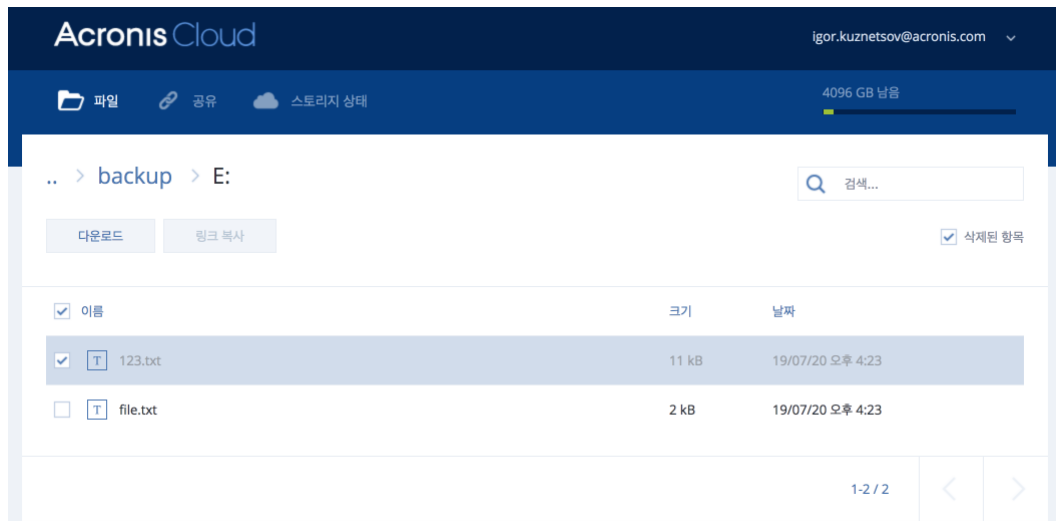 Acronis Cloud
igor.kuznetsov@acronis.com
파일 공유 스토리지 상태
4096 GB 남음
.. > backup > E:
검색...
다운로드 링크 복사
삭제된 항목
이름 크기 날짜
T 123.txt 11 kB 19/07/20 오후 4:23
T file.txt 2 kB 19/07/20 오후 4:23
1-2 / 2